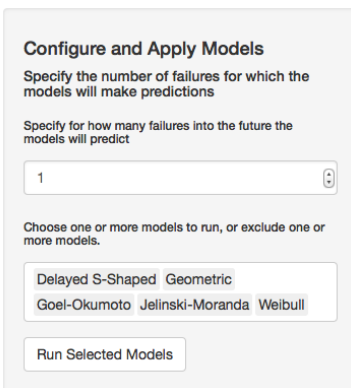 Configure and Apply Models
Specify the number of failures for which the
models will make predictions
Specify for how many failures into the future the
models will predict
1
Choose one or more models to run, or exclude one or
more models.
Delayed S-Shaped Geometric
Goel-Okumoto Jelinski-Moranda Weibull
Run Selected Models